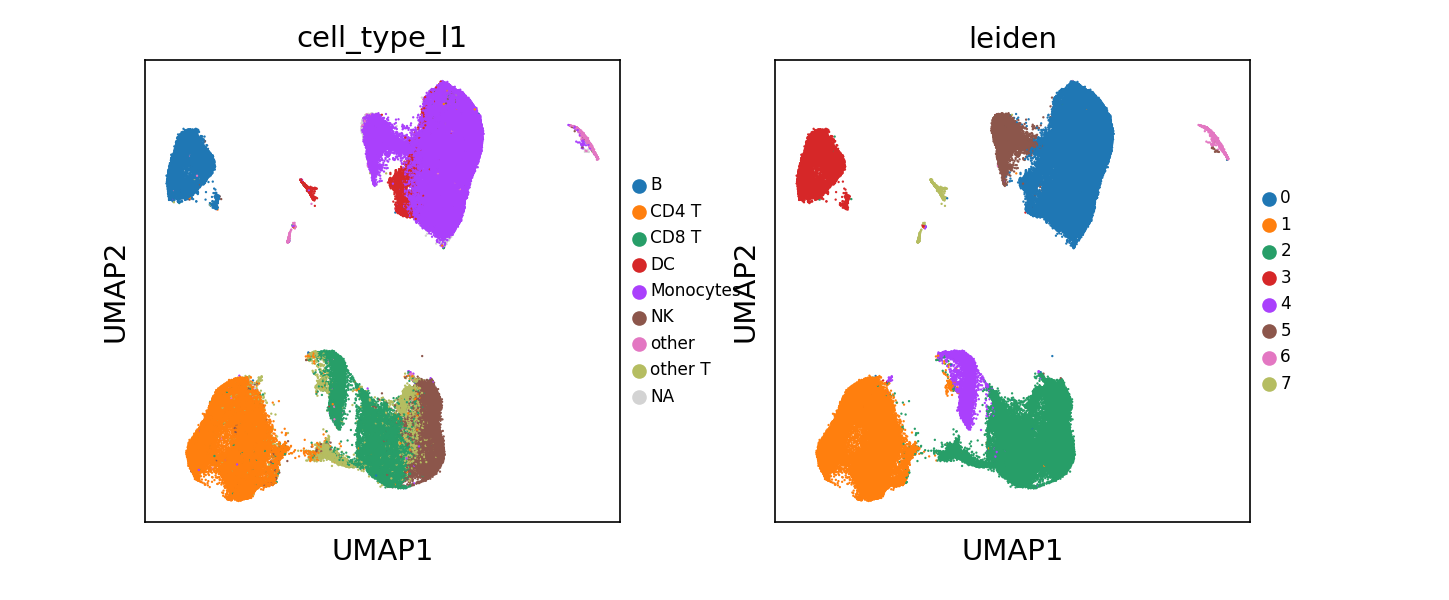 cell_type_l1
UMAP2
UMAP1
B
CD4 T
CD8 T
DC
Monocytes
NK
other
other T
NA
leiden
UMAP2
UMAP1
0
1
2
3
4
5
6
7